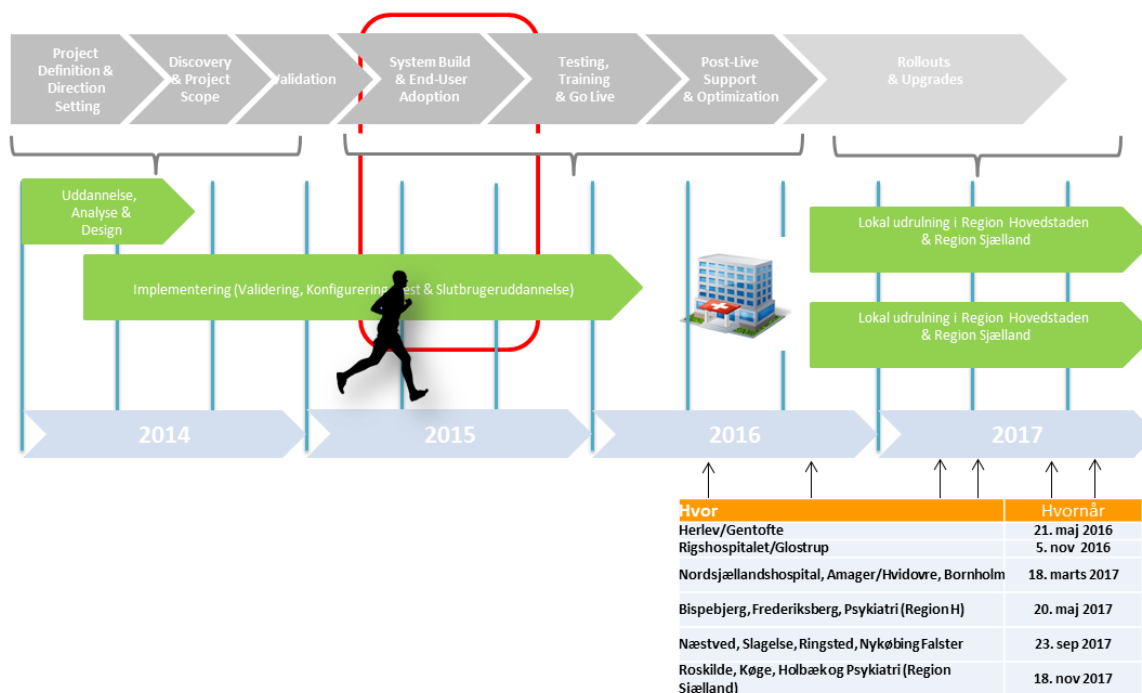 Project
Definition &
Direction
Setting
Discovery
& Project
Scope
Validation
System Build
& End-User
Adoption
Testing,
Training
& Go Live
Post-Live
Support
& Optimization
Rollouts
& Upgrades
Uddannelse,
Analyse &
Design
Implementering (Validering, Konfigurering, Test & Slutbrugeruddannelse)
Lokal udrulning i Region Hovedstaden
& Region Sjælland
Lokal udrulning i Region Hovedstaden
& Region Sjælland
2014
2015
2016
2017
Hvor Hvornår
Herlev/Gentofte 21. maj 2016
Rigshospitalet/Glostrup 5. nov 2016
Nordsjællandshospital, Amager/Hvidovre, Bornholm 18. marts 2017
Bispebjerg, Frederiksberg, Psykiatri (Region H) 20. maj 2017
Næstved, Slagelse, Ringsted, Nykøbing Falster 23. sep 2017
Roskilde, Køge, Holbæk og Psykiatri (Region
Sjælland) 18. nov 2017